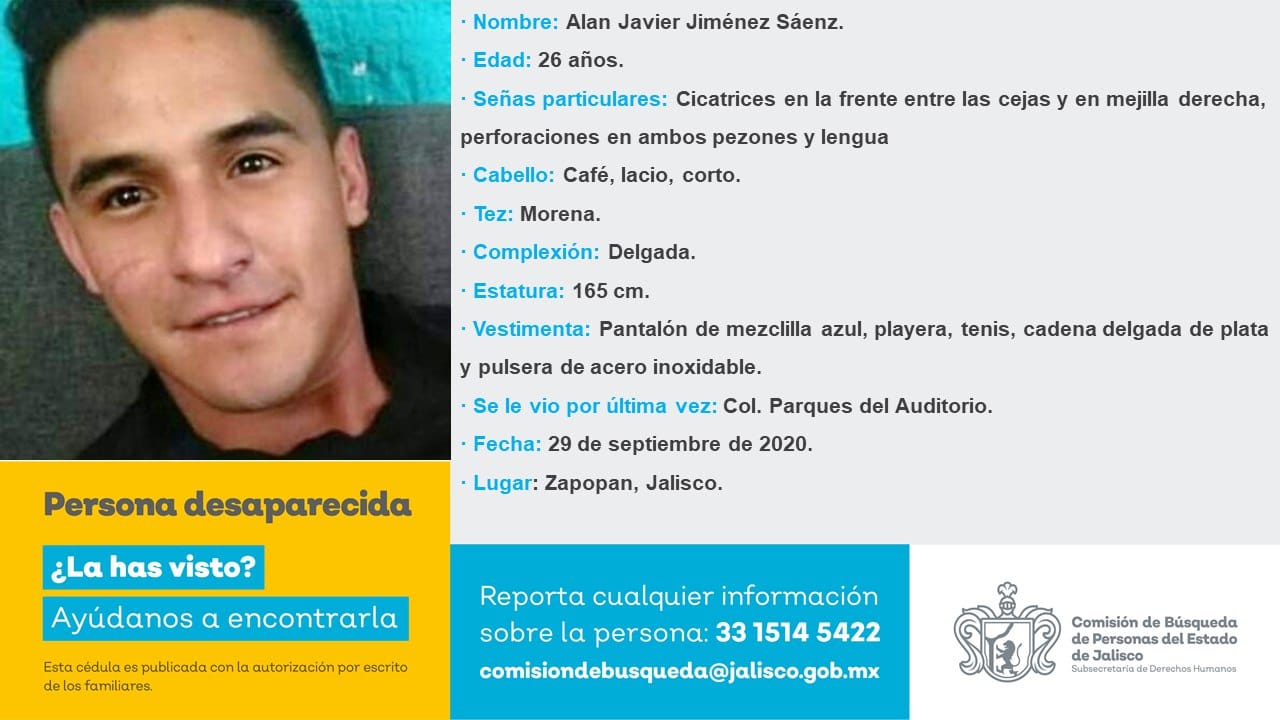 · Nombre: Alan Javier Jiménez Sáenz.
· Edad: 26 años.
· Señas particulares: Cicatrices en la frente entre las cejas y en mejilla derecha,
perforaciones en ambos pezones y lengua
· Cabello: Café, lacio, corto.
· Tez: Morena.
· Complexión: Delgada.
· Estatura: 165 cm.
· Vestimenta: Pantalón de mezclilla azul, playera, tenis, cadena delgada de plata
y pulsera de acero inoxidable.
· Se le vio por última vez: Col. Parques del Auditorio.
· Fecha: 29 de septiembre de 2020.
· Lugar: Zapopan, Jalisco.
Persona desaparecida
¿La has visto?
Ayúdanos a encontrarla
Esta cédula es publicada con la autorización por escrito
de los familiares.
Reporta cualquier información
sobre la persona: 33 1514 5422
comisiondebusqueda@jalisco.gob.mx
Comisión de Búsqueda
de Personas del Estado
de Jalisco
Subsecretaría de Derechos Humanos